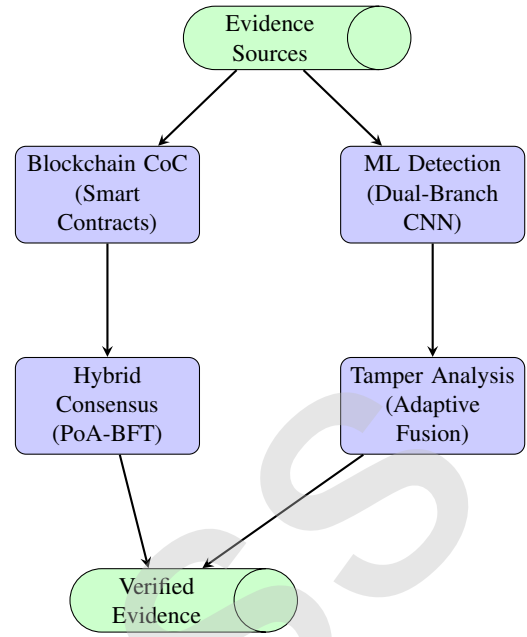 Evidence
Sources
Blockchain CoC
(Smart
Contracts)
ML Detection
(Dual-Branch
CNN)
Hybrid
Consensus
(PoA-BFT)
Tamper Analysis
(Adaptive
Fusion)
Verified
Evidence
SS